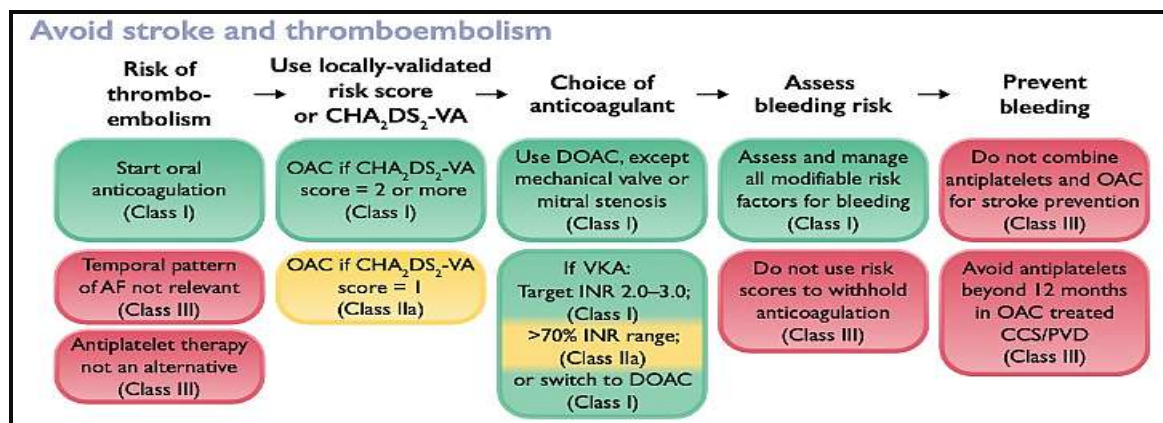 Avoid stroke and thromboembolism
Risk of
thrombo-
embolism
Use locally-validated
risk score
or CHA₂DS₂-VA
Choice of
anticoagulant
Assess
bleeding risk
Prevent
bleeding
Start oral
anticoagulation
(Class I)
Temporal pattern
of AF not relevant
(Class III)
Antiplatelet therapy
not an alternative
(Class III)
OAC if CHA₂DS₂-VA
score = 2 or more
(Class I)
OAC if CHA₂DS₂-VA
score = 1
(Class IIa)
Use DOAC, except
mechanical valve or
mitral stenosis
(Class I)
If VKA:
Target INR 2.0–3.0;
(Class I)
>70% INR range;
(Class IIa)
or switch to DOAC
(Class I)
Assess and manage
all modifiable risk
factors for bleeding
(Class I)
Do not use risk
scores to withhold
anticoagulation
(Class III)
Do not combine
antiplatelets and OAC
for stroke prevention
(Class III)
Avoid antiplatelets
beyond 12 months
in OAC treated
CCS/PVD
(Class III)